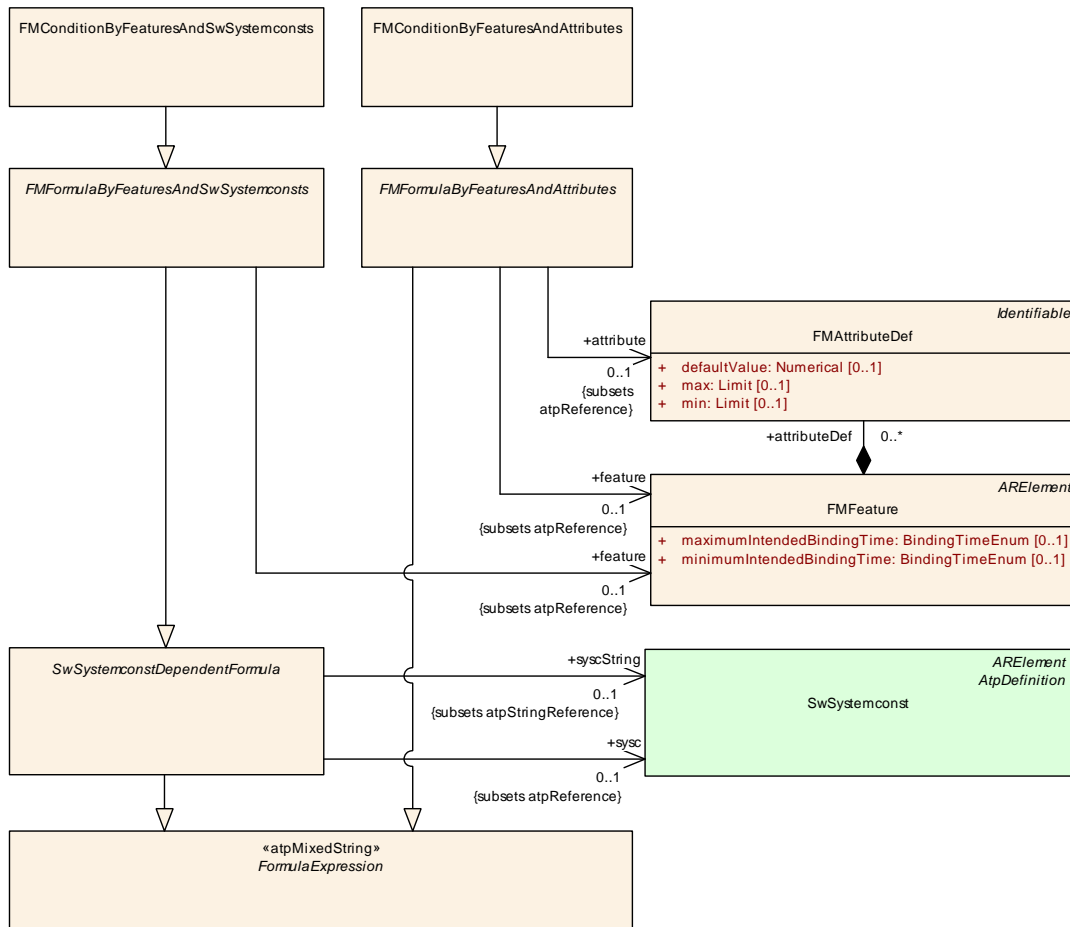 FMConditionByFeaturesAndSwSystemconsts
FMConditionByFeaturesAndAttributes
FMFormulaByFeaturesAndSwSystemconsts
FMFormulaByFeaturesAndAttributes
Identifiable
FMAttributeDef
+ defaultValue: Numerical [0..1]
+ max: Limit [0..1]
+ min: Limit [0..1]
+attribute
0..1
{subsets
atpReference}
+attributeDef 0..*
ARElement
FMFeature
+ maximumIntendedBindingTime: BindingTimeEnum [0..1]
+ minimumIntendedBindingTime: BindingTimeEnum [0..1]
+feature
0..1
{subsets atpReference}
+feature
0..1
{subsets atpReference}
SwSystemconstDependentFormula
+syscString
0..1
{subsets atpStringReference}
+sysc
0..1
{subsets atpReference}
ARElement
AtpDefinition
SwSystemconst
«atpMixedString»
FormulaExpression